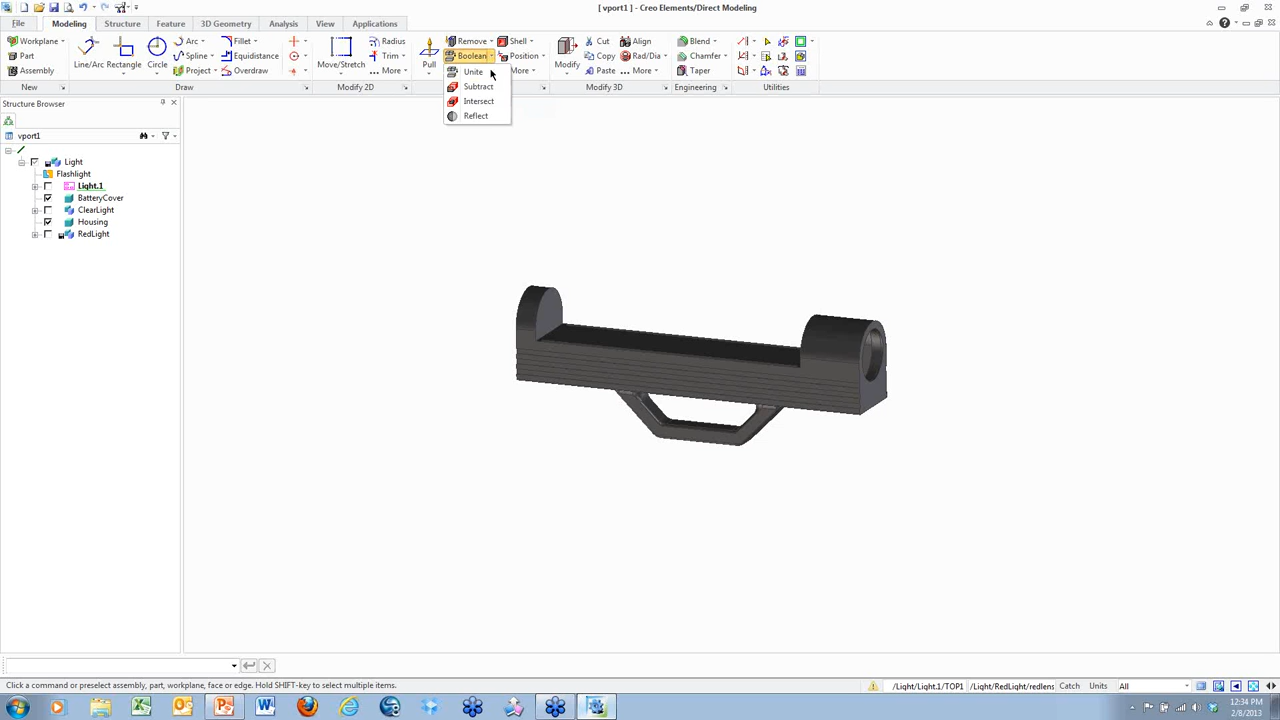 [ vport1 ] - Creo Elements/Direct Modeling
File Modeling Structure Feature 3D Geometry Analysis View Applications
Workplane Arc Fillet Radius Remove Shell Cut Align Blend
Part Line/Arc Rectangle Circle Spline Equidistance Move/Stretch Trim Pull Boolean Position Modify Copy Rad/Dia Chamfer
Assembly Project Overdraw More More Paste More Taper
Unite
New Draw Modify 2D Modify 3D Engineering Utilities
Subtract
Intersect
Reflect
Structure Browser
vport1
Light
Flashlight
Light.1
BatteryCover
ClearLight
Housing
RedLight
Click a command or preselect assembly, part, workplane, face or edge. Hold SHIFT-key to select multiple items.
/Light/Light.1/TOP1 /Light/RedLight/redlens Catch Units All
12:34 PM
2/8/2013